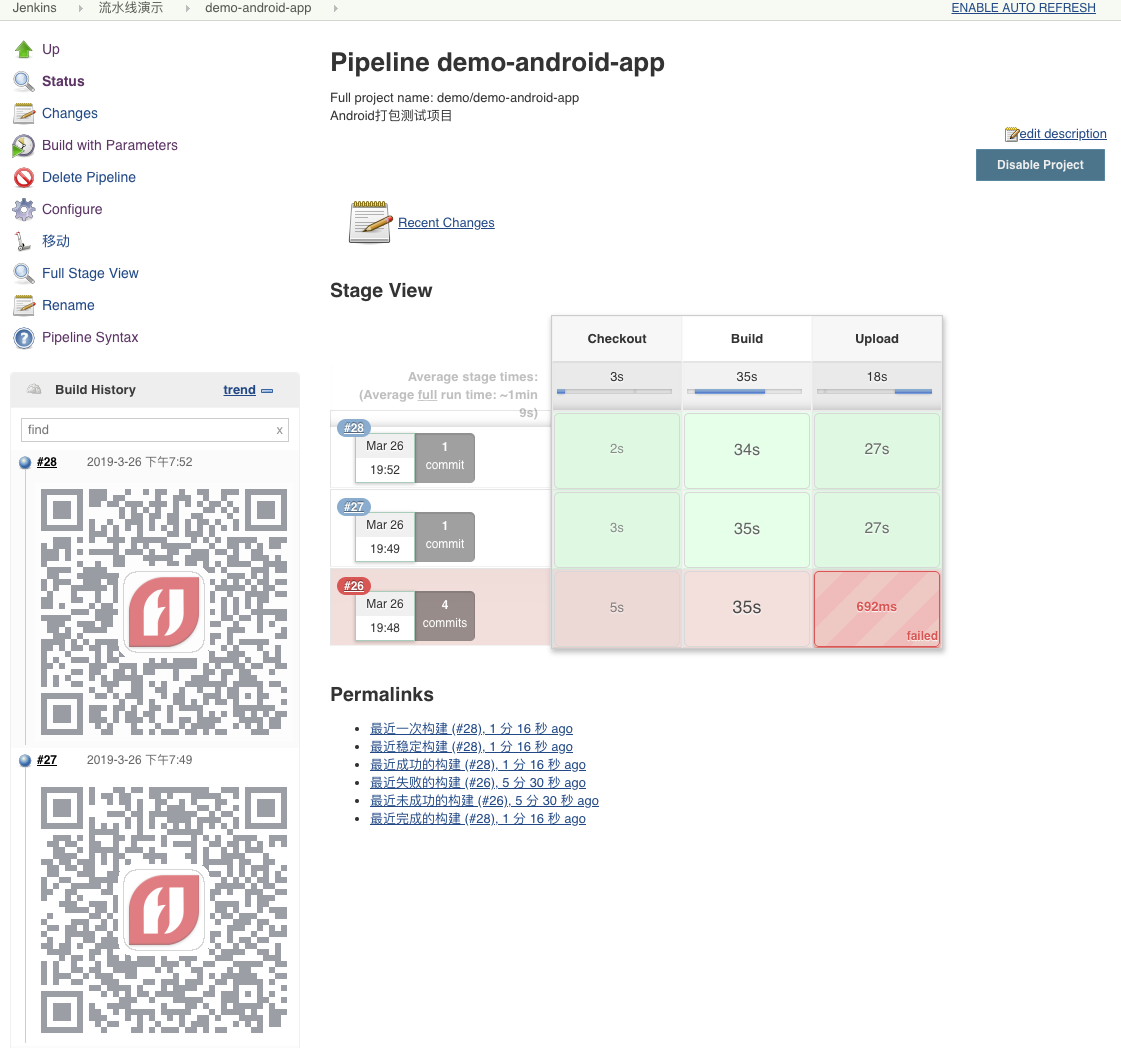 Jenkins 流水线演示 demo-android-app ENABLE AUTO REFRESH
Up
Status
Changes
Build with Parameters
Delete Pipeline
Configure
移动
Full Stage View
Rename
Pipeline Syntax
Build History trend
find x
#28 2019-3-26 下午7:52
#27 2019-3-26 下午7:49
Pipeline demo-android-app
Full project name: demo/demo-android-app
Android打包测试项目
edit description
Disable Project
Recent Changes
Stage View
Checkout Build Upload
Average stage times: 3s 35s 18s
(Average full run time: ~1min
9s)
#28
Mar 26 1
19:52 commit
2s 34s 27s
#27
Mar 26 1
19:49 commit
3s 35s 27s
#26
Mar 26 4
19:48 commits
5s 35s 692ms
failed
Permalinks
最近一次构建 (#28), 1 分 16 秒 ago
最近稳定构建 (#28), 1 分 16 秒 ago
最近成功的构建 (#28), 1 分 16 秒 ago
最近失败的构建 (#26), 5 分 30 秒 ago
最近未成功的构建 (#26), 5 分 30 秒 ago
最近完成的构建 (#28), 1 分 16 秒 ago